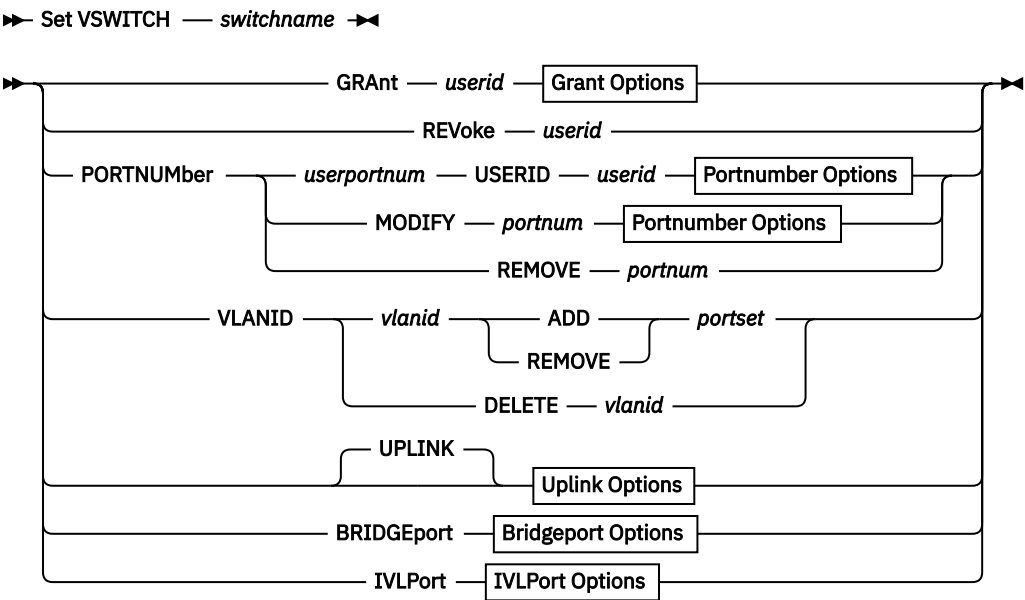 Set VSWITCH switchname
GRAnt userid Grant Options
REVoke userid
PORTNUMber userportnum USERID userid Portnumber Options
MODIFY portnum Portnumber Options
REMOVE portnum
VLANID vlanid ADD portset
REMOVE
DELETE vlanid
UPLINK
Uplink Options
BRIDGEport Bridgeport Options
IVLPort IVLPort Options